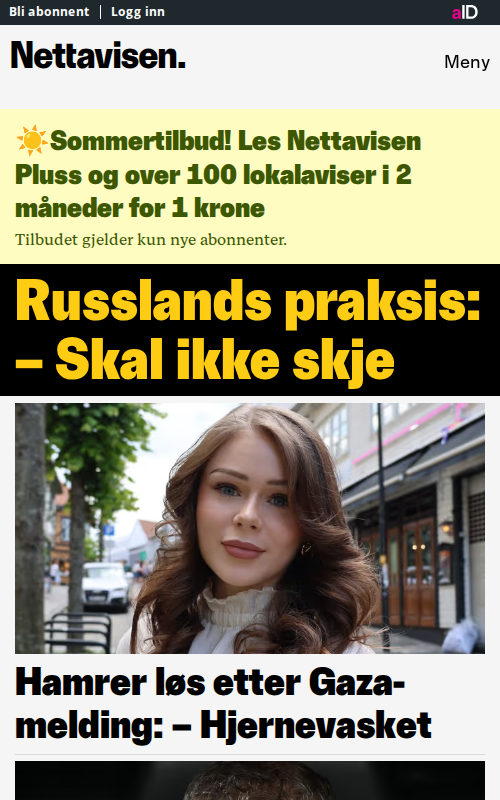 Bli abonnent | Logg inn
aID
Nettavisen.
Meny
☀️Sommertilbud! Les Nettavisen
Pluss og over 100 lokalaviser i 2
måneder for 1 krone
Tilbudet gjelder kun nye abonnenter.
Russlands praksis:
– Skal ikke skje
Hamrer løs etter Gaza-
melding: – Hjernevasket